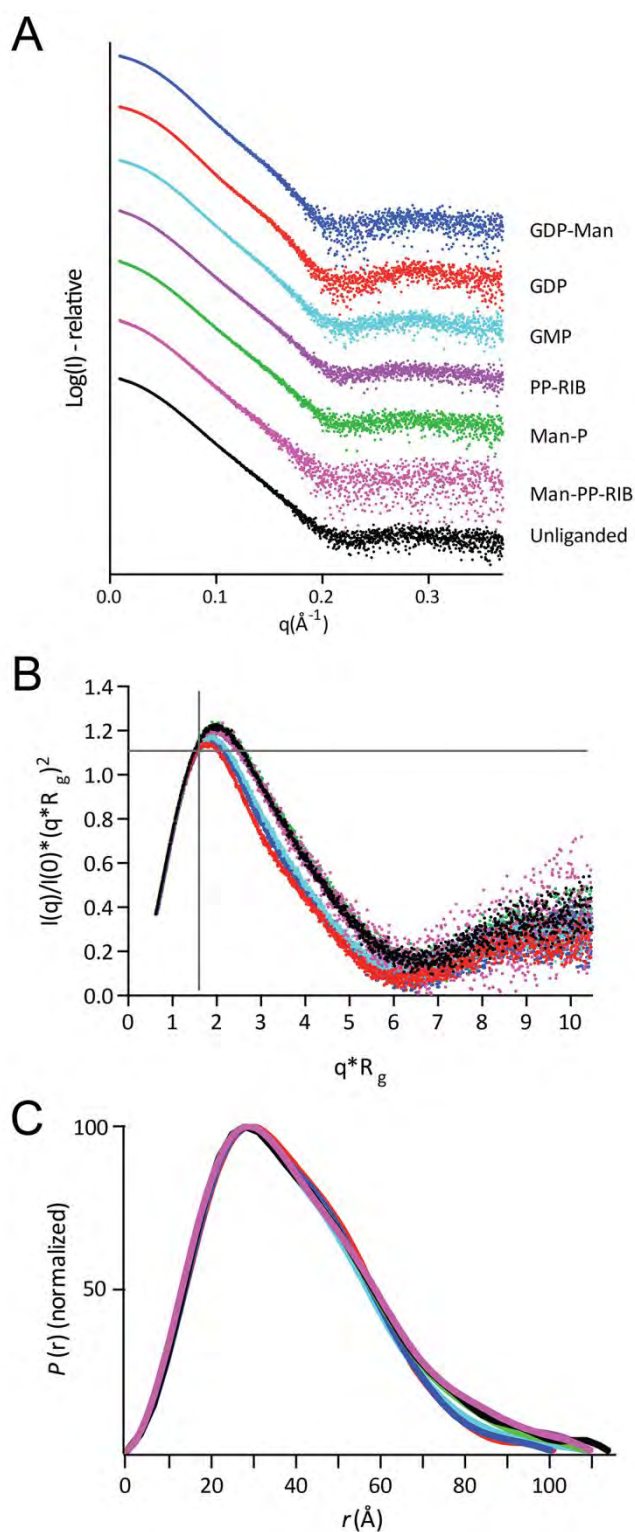 A
Log(I) - relative
GDP-Man
GDP
GMP
PP-RIB
Man-P
Man-PP-RIB
Unliganded
0.0 0.1 0.2 0.3
q(Å⁻¹)
B
I(q)/I(0)*(q*R_g)²
1.4
1.2
1.0
0.8
0.6
0.4
0.2
0.0
0 1 2 3 4 5 6 7 8 9 10
q*R_g
C
P(r) (normalized)
100
50
0 20 40 60 80 100
r(Å)